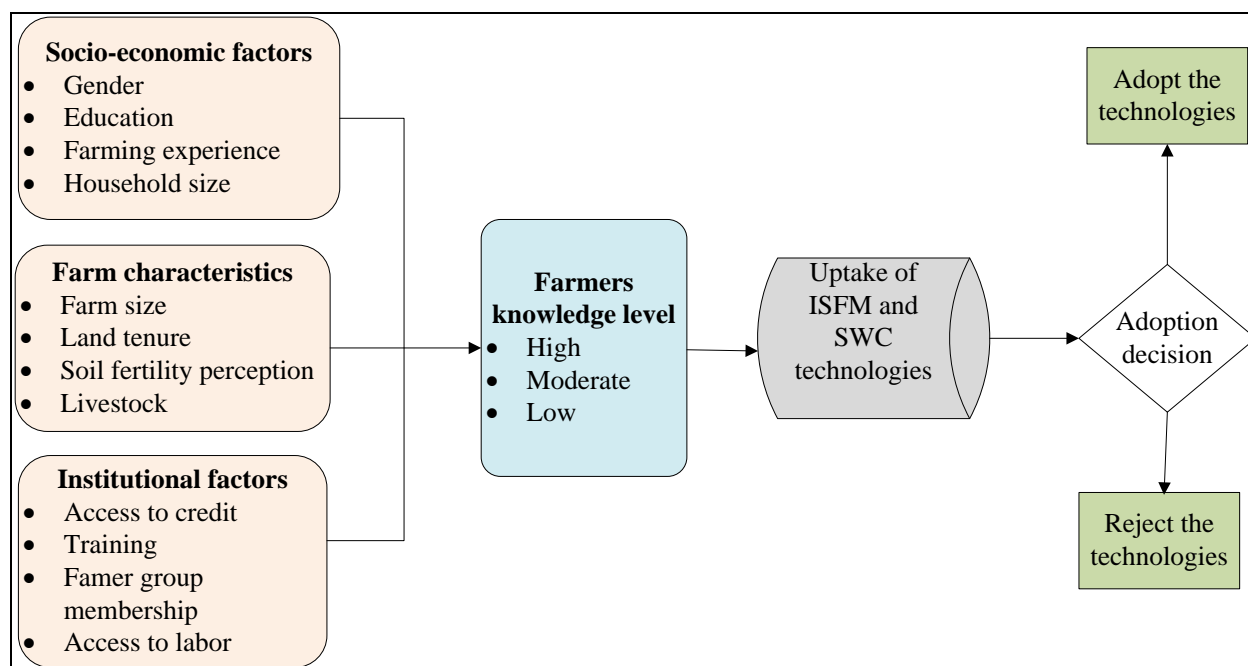 Socio-economic factors
• Gender
• Education
• Farming experience
• Household size
Farm characteristics
• Farm size
• Land tenure
• Soil fertility perception
• Livestock
Institutional factors
• Access to credit
• Training
• Famer group
membership
• Access to labor
Farmers
knowledge level
• High
• Moderate
• Low
Uptake of
ISFM and
SWC
technologies
Adoption
decision
Adopt the
technologies
Reject the
technologies